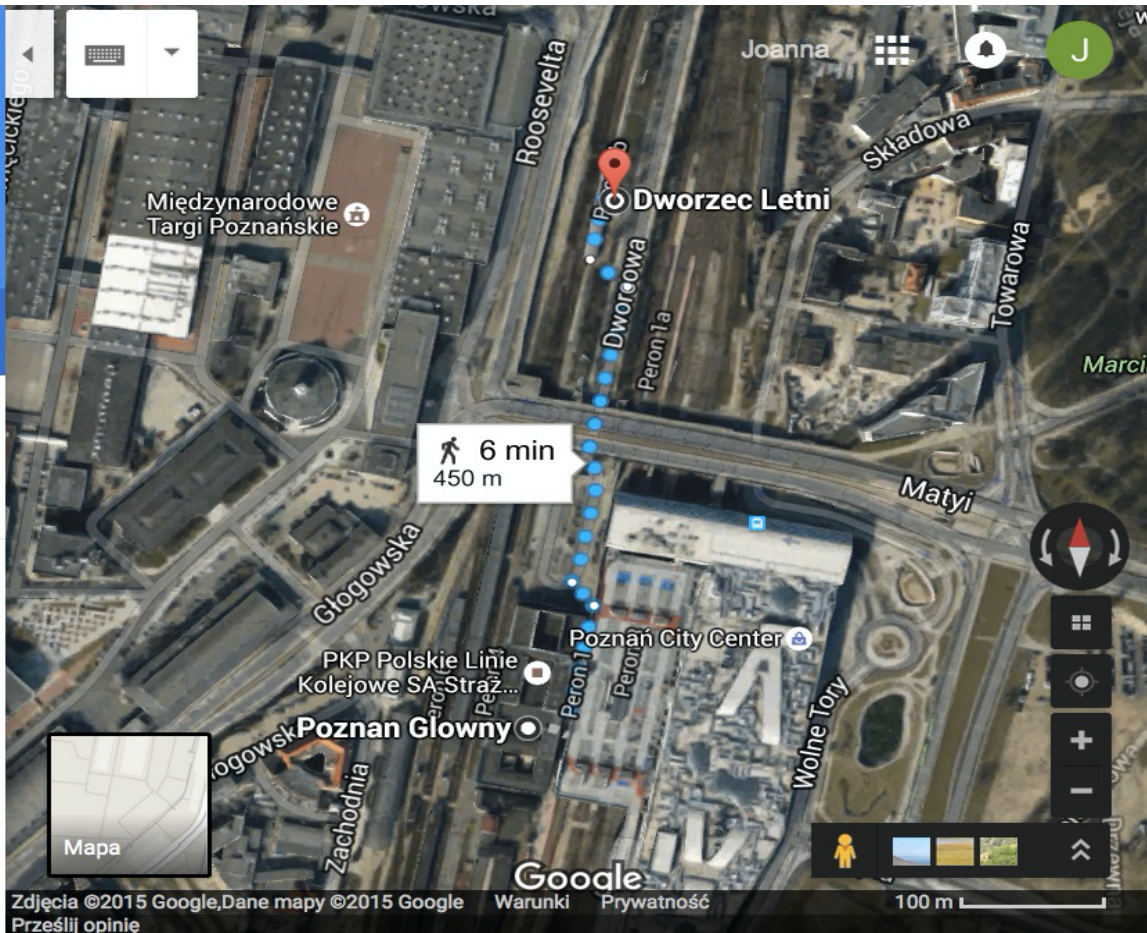 Roosevelta
Joanna
J
Składowa
Międzynarodowe
Targi Poznańskie
Dworzec Letni
Dworcowa
Towarowa
Peron 1a
6 min
450 m
Matyi
Głogowska
Poznań City Center
PKP Polskie Linie
Kolejowe SA Straż...
Peron 1
Poznan Glowny
Wolne Tory
Zachodnia
Mapa
Google
Zdjęcia ©2015 Google,Dane mapy ©2015 Google Warunki Prywatność
100 m
Prześlij opinię